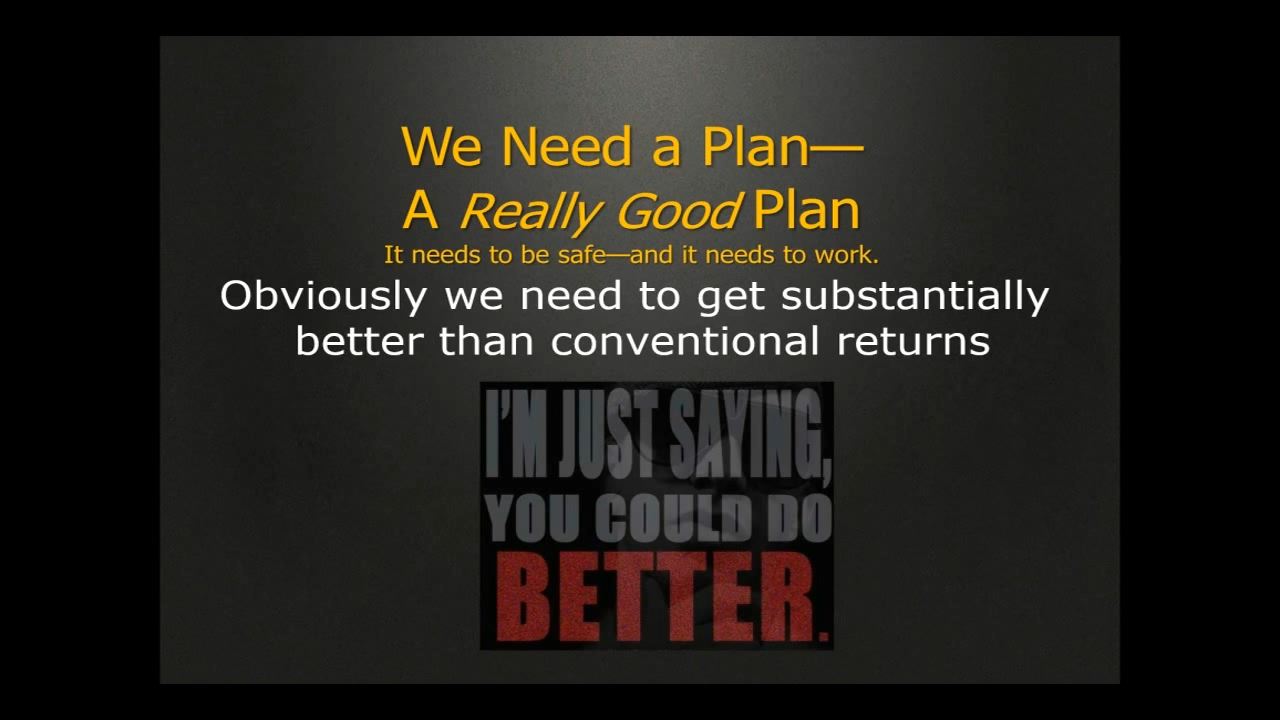 We Need a Plan—
A Really Good Plan
It needs to be safe—and it needs to work.
Obviously we need to get substantially
better than conventional returns
I'M JUST SAYING,
YOU COULD DO
BETTER.